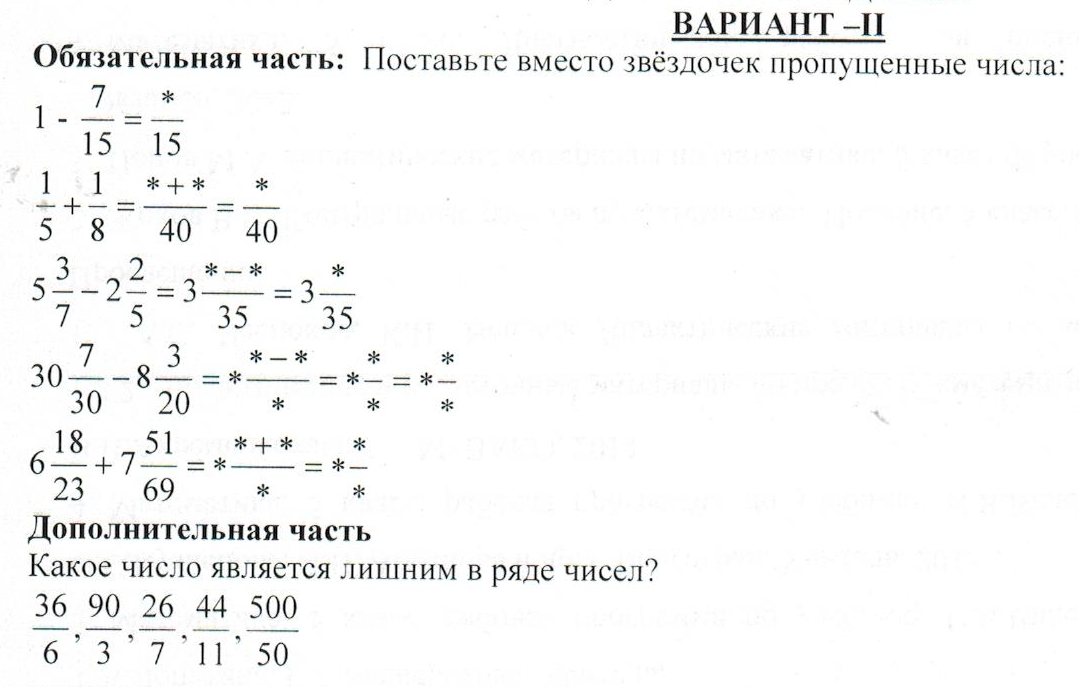 ВАРИАНТ –II
Обязательная часть: Поставьте вместо звёздочек пропущенные числа:
1 - 7/15 = */15
1/5 + 1/8 = * + */40 = */40
5 3/7 − 2 2/5 = 3 * − */35 = 3 */35
30 7/30 − 8 3/20 = * * − */* = * */* = * */*
6 18/23 + 7 51/69 = * * + */* = * */*
Дополнительная часть
Какое число является лишним в ряде чисел?
36/6, 90/3, 26/7, 44/11, 500/50